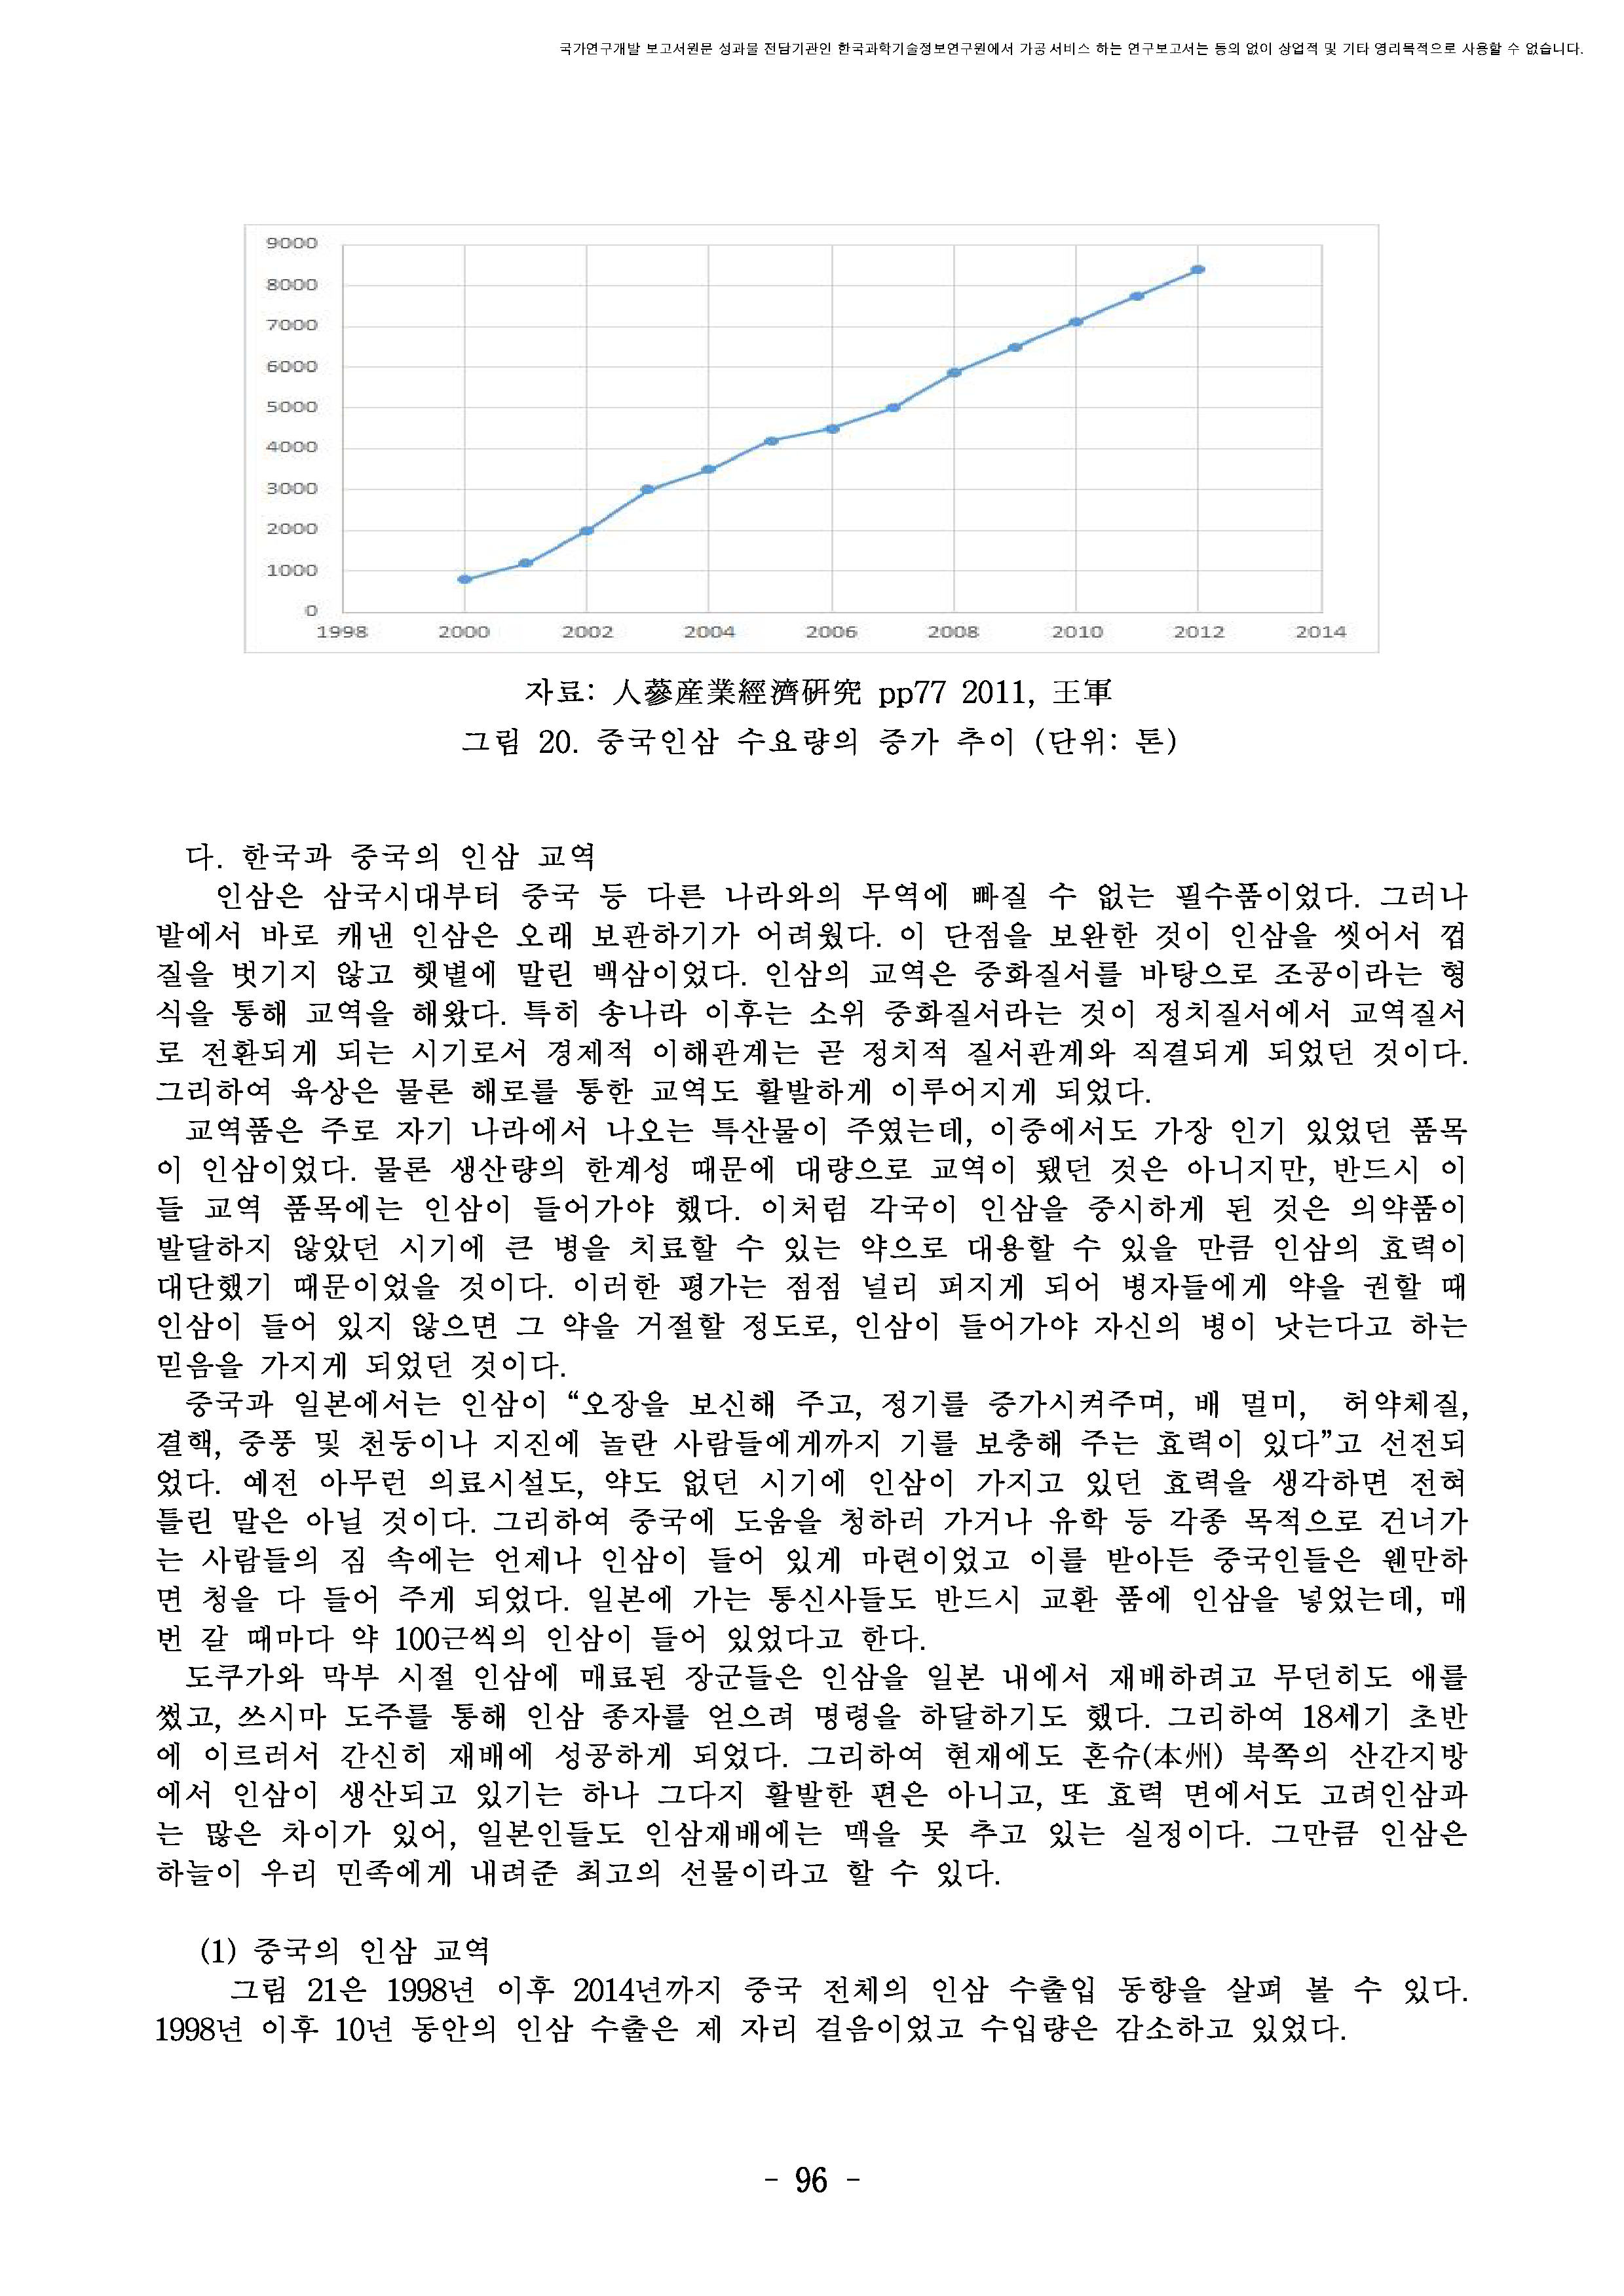 국가연구개발 보고서원문 성과물 전담기관인 한국과학기술정보연구원에서 가공·서비스 하는 연구보고서는 동의 없이 상업적 및 기타 영리목적으로 사용할 수 없습니다.
9000
8000
7000
6000
5000
4000
3000
2000
1000
0
1998 2000 2002 2004 2006 2008 2010 2012 2014
자료: 人蔘産業經濟硏究 pp77 2011, 王軍
그림 20. 중국인삼 수요량의 증가 추이 (단위: 톤)
다. 한국과 중국의 인삼 교역
인삼은 삼국시대부터 중국 등 다른 나라와의 무역에 빠질 수 없는 필수품이었다. 그러나
밭에서 바로 캐낸 인삼은 오래 보관하기가 어려웠다. 이 단점을 보완한 것이 인삼을 씻어서 껍
질을 벗기지 않고 햇볕에 말린 백삼이었다. 인삼의 교역은 중화질서를 바탕으로 조공이라는 형
식을 통해 교역을 해왔다. 특히 송나라 이후는 소위 중화질서라는 것이 정치질서에서 교역질서
로 전환되게 되는 시기로서 경제적 이해관계는 곧 정치적 질서관계와 직결되게 되었던 것이다.
그리하여 육상은 물론 해로를 통한 교역도 활발하게 이루어지게 되었다.
교역품은 주로 자기 나라에서 나오는 특산물이 주였는데, 이중에서도 가장 인기 있었던 품목
이 인삼이었다. 물론 생산량의 한계성 때문에 대량으로 교역이 됐던 것은 아니지만, 반드시 이
들 교역 품목에는 인삼이 들어가야 했다. 이처럼 각국이 인삼을 중시하게 된 것은 의약품이
발달하지 않았던 시기에 큰 병을 치료할 수 있는 약으로 대용할 수 있을 만큼 인삼의 효력이
대단했기 때문이었을 것이다. 이러한 평가는 점점 널리 퍼지게 되어 병자들에게 약을 권할 때
인삼이 들어 있지 않으면 그 약을 거절할 정도로, 인삼이 들어가야 자신의 병이 낫는다고 하는
믿음을 가지게 되었던 것이다.
중국과 일본에서는 인삼이 “오장을 보신해 주고, 정기를 증가시켜주며, 배 멀미, 허약체질,
결핵, 중풍 및 천둥이나 지진에 놀란 사람들에게까지 기를 보충해 주는 효력이 있다”고 선전되
었다. 예전 아무런 의료시설도, 약도 없던 시기에 인삼이 가지고 있던 효력을 생각하면 전혀
틀린 말은 아닐 것이다. 그리하여 중국에 도움을 청하러 가거나 유학 등 각종 목적으로 건너가
는 사람들의 짐 속에는 언제나 인삼이 들어 있게 마련이었고 이를 받아든 중국인들은 웬만하
면 청을 다 들어 주게 되었다. 일본에 가는 통신사들도 반드시 교환 품에 인삼을 넣었는데, 매
번 갈 때마다 약 100근씩의 인삼이 들어 있었다고 한다.
도쿠가와 막부 시절 인삼에 매료된 장군들은 인삼을 일본 내에서 재배하려고 무던히도 애를
썼고, 쓰시마 도주를 통해 인삼 종자를 얻으려 명령을 하달하기도 했다. 그리하여 18세기 초반
에 이르러서 간신히 재배에 성공하게 되었다. 그리하여 현재에도 혼슈(本州) 북쪽의 산간지방
에서 인삼이 생산되고 있기는 하나 그다지 활발한 편은 아니고, 또 효력 면에서도 고려인삼과
는 많은 차이가 있어, 일본인들도 인삼재배에는 맥을 못 추고 있는 실정이다. 그만큼 인삼은
하늘이 우리 민족에게 내려준 최고의 선물이라고 할 수 있다.
(1) 중국의 인삼 교역
그림 21은 1998년 이후 2014년까지 중국 전체의 인삼 수출입 동향을 살펴 볼 수 있다.
1998년 이후 10년 동안의 인삼 수출은 제 자리 걸음이었고 수입량은 감소하고 있었다.
- 96 -